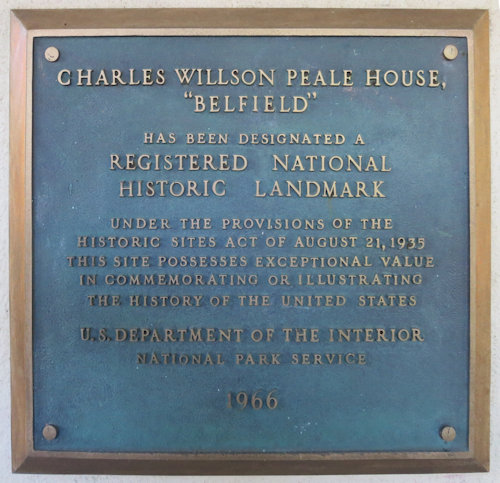 CHARLES WILLSON PEALE HOUSE,
"BELFIELD"
HAS BEEN DESIGNATED A
REGISTERED NATIONAL
HISTORIC LANDMARK
UNDER THE PROVISIONS OF THE
HISTORIC SITES ACT OF AUGUST 21, 1935
THIS SITE POSSESSES EXCEPTIONAL VALUE
IN COMMEMORATING OR ILLUSTRATING
THE HISTORY OF THE UNITED STATES
U.S. DEPARTMENT OF THE INTERIOR
NATIONAL PARK SERVICE
1966